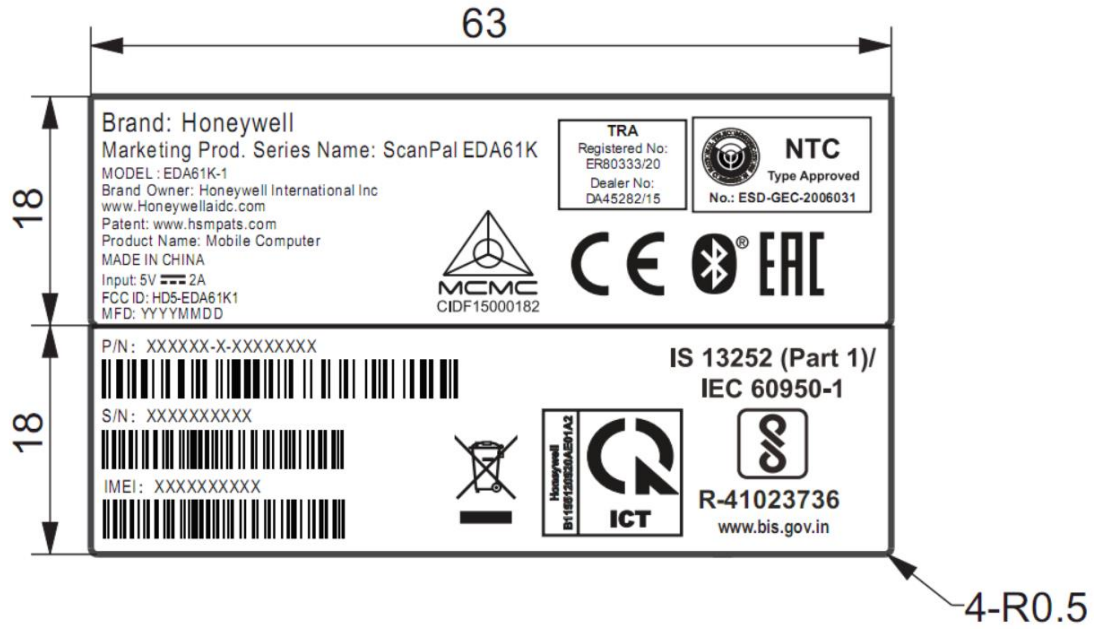 63
18
Brand: Honeywell
Marketing Prod. Series Name: ScanPal EDA61K
MODEL : EDA61K-1
Brand Owner: Honeywell International Inc
www.Honeywellaidc.com
Patent: www.hsmpats.com
Product Name: Mobile Computer
MADE IN CHINA
Input: 5V 2A
FCC ID: HD5-EDA61K1
MFD: YYYYMMDD
TRA
Registered No:
ER80333/20
Dealer No:
DA45282/15
NTC
Type Approved
No.: ESD-GEC-2006031
MCMC
CIDF15000182
CE
®
EAC
18
P/N: XXXXXX-X-XXXXXXXX
S/N: XXXXXXXXXX
IMEI: XXXXXXXXXX
Honeywell
B1155120820AE01A2
ICT
IS 13252 (Part 1)/
IEC 60950-1
R-41023736
www.bis.gov.in
4-R0.5